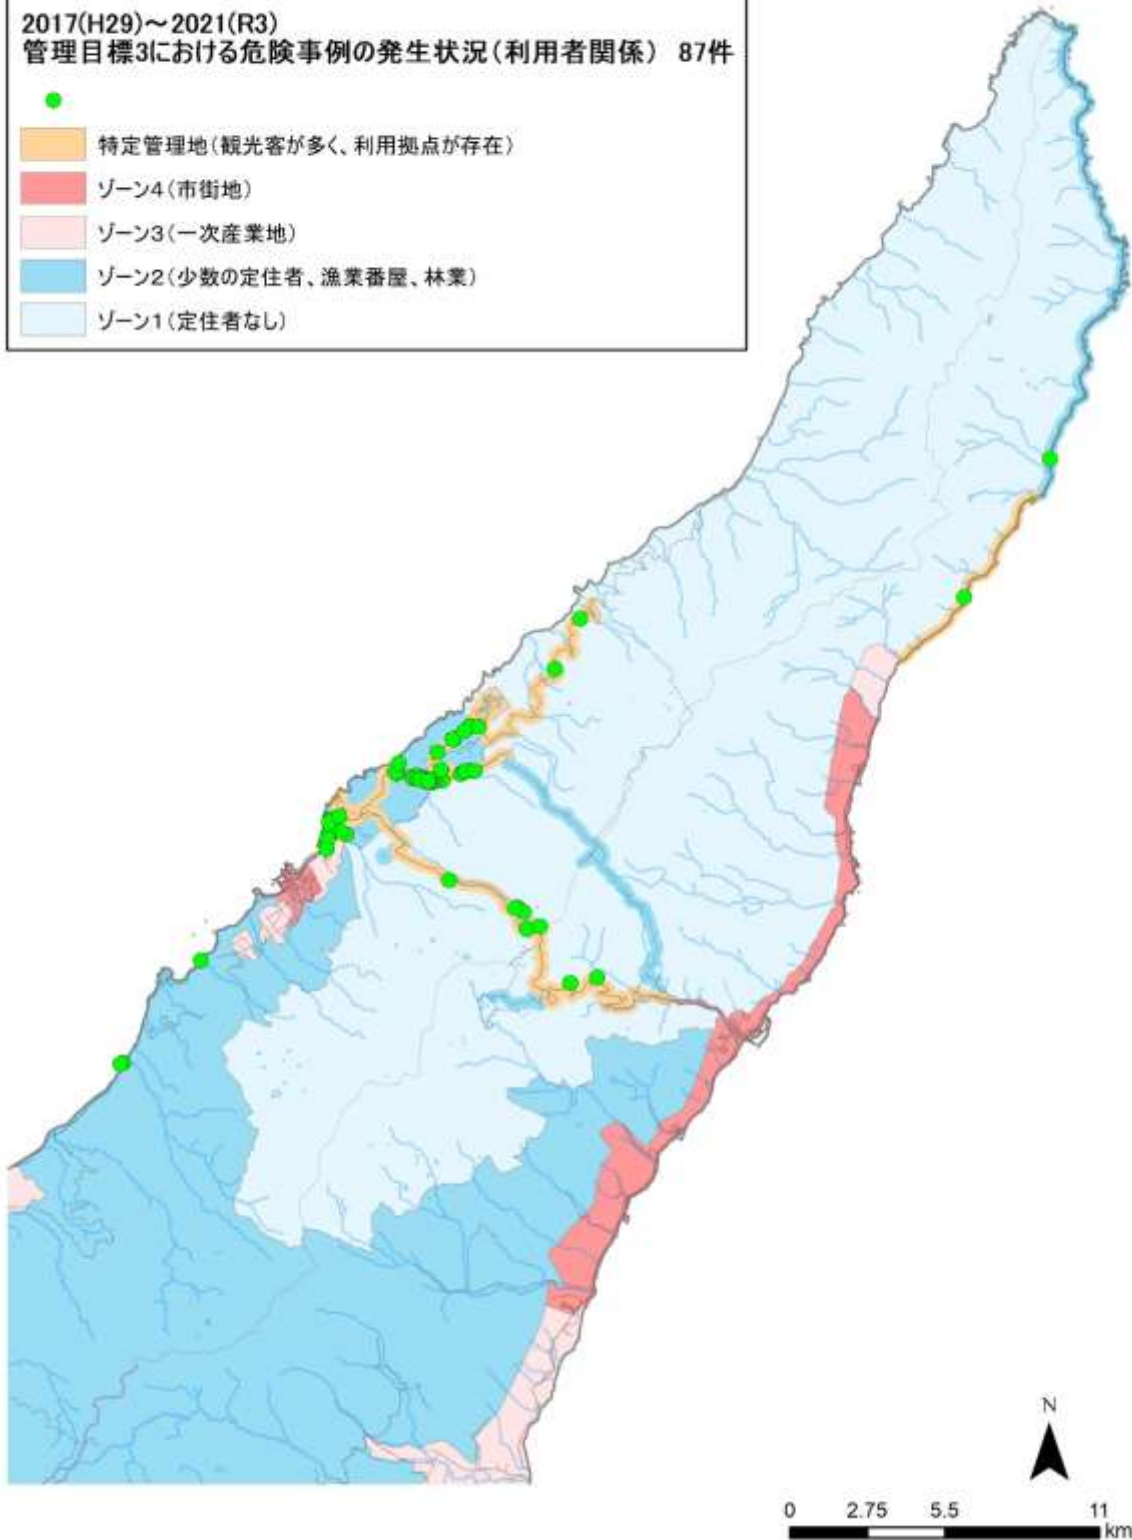 2017(H29)～2021(R3)
管理目標3における危険事例の発生状況(利用者関係) 87件
特定管理地(観光客が多く、利用拠点が存在)
ゾーン4(市街地)
ゾーン3(一次産業地)
ゾーン2(少数の定住者、漁業番屋、林業)
ゾーン1(定住者なし)
N
0 2.75 5.5 11
km